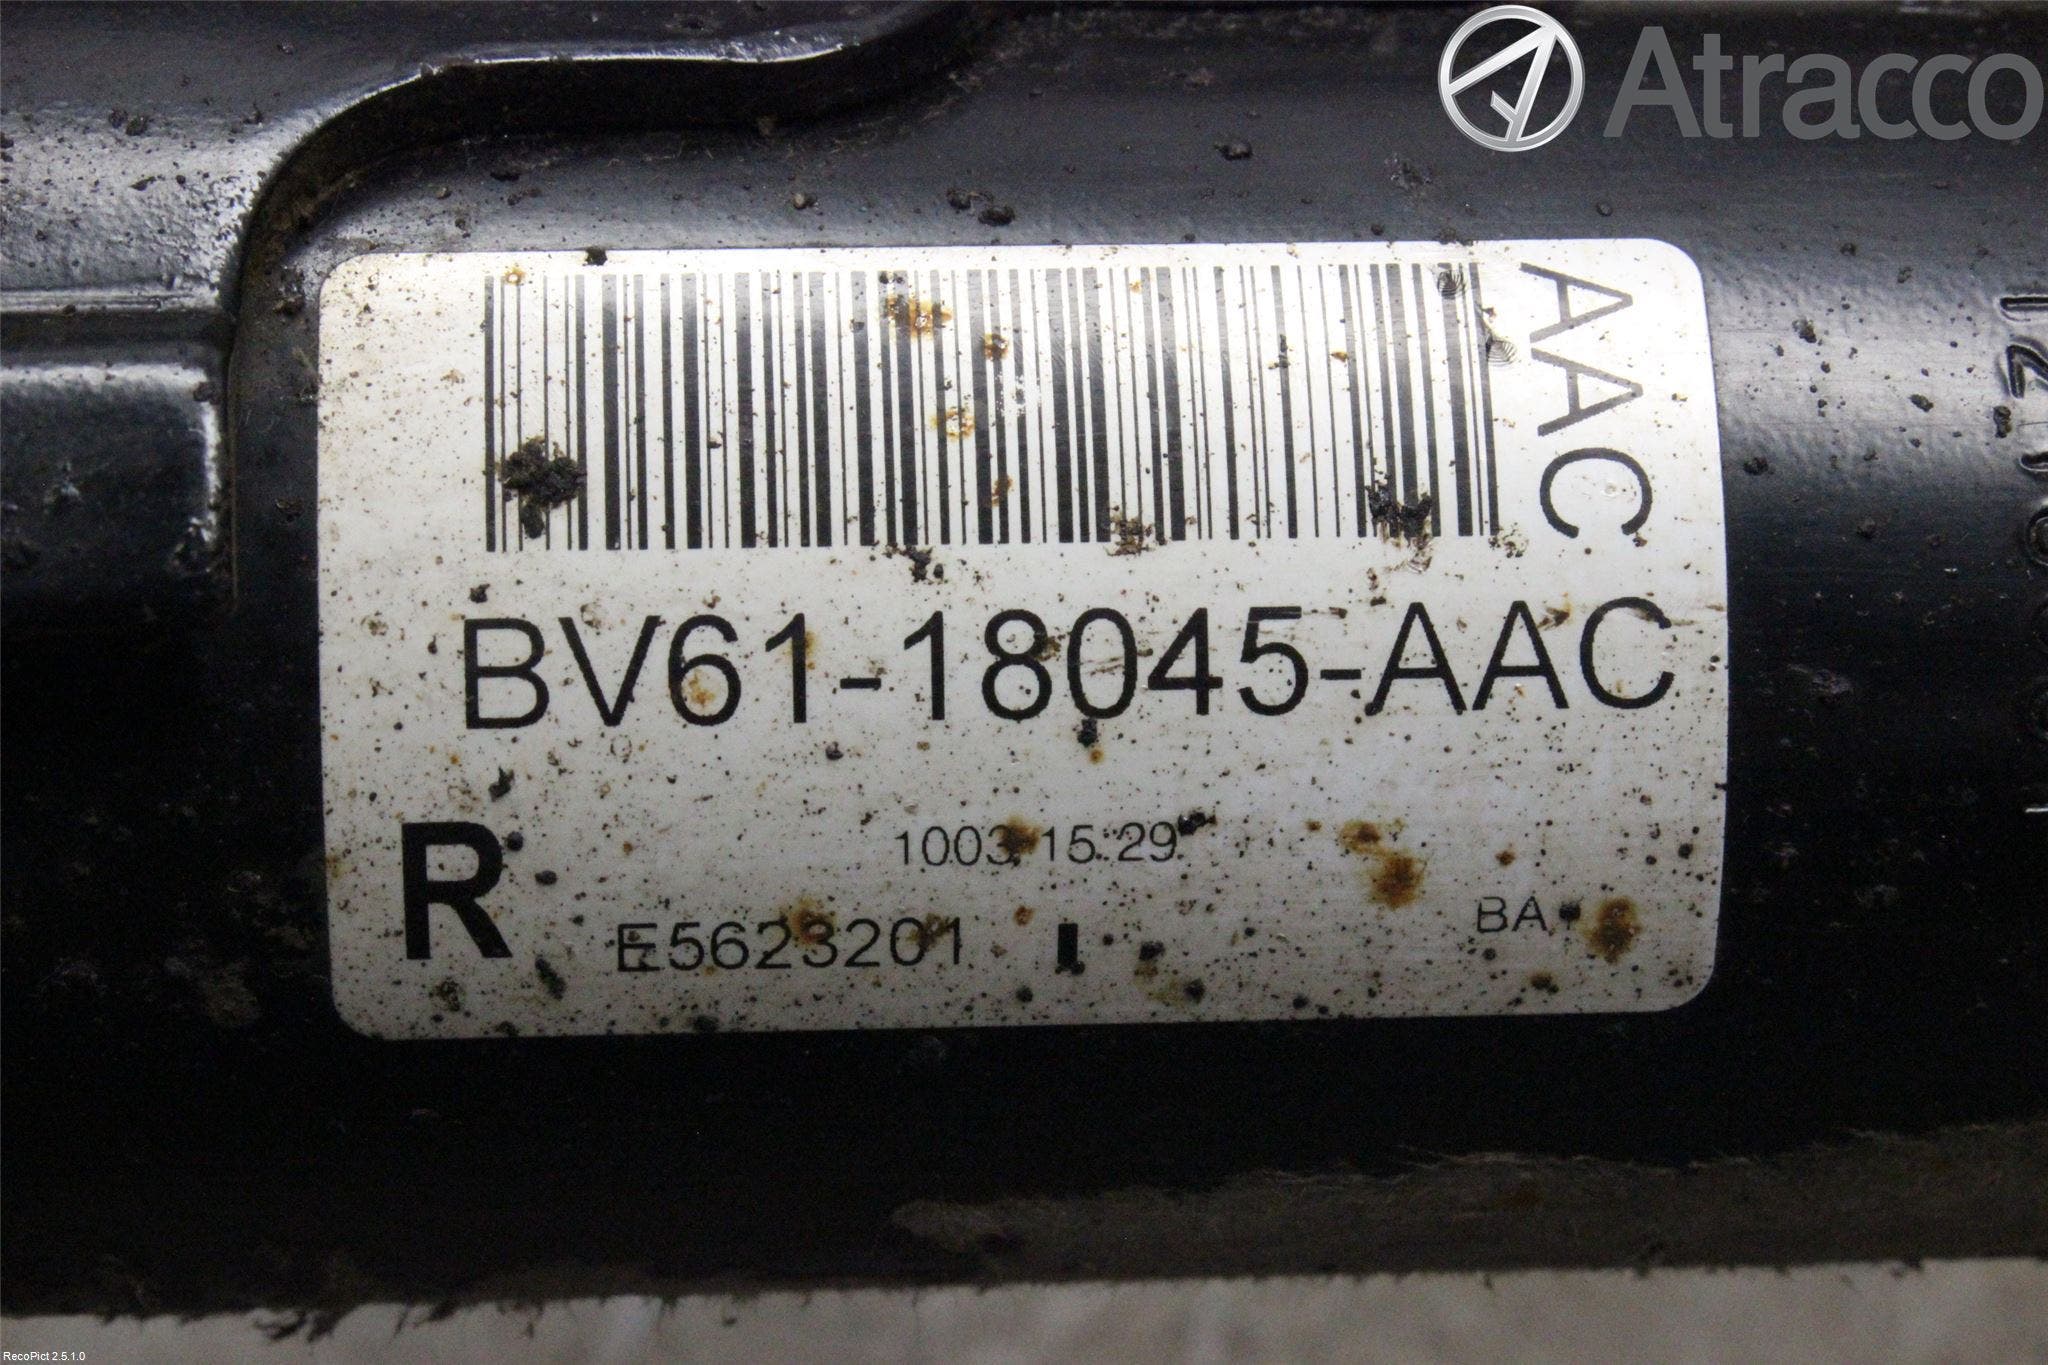 Atracco
AAC
BV61-18045-AAC
1003 15:29
R
E5623201
BA
RecoPict 2.5.1.0